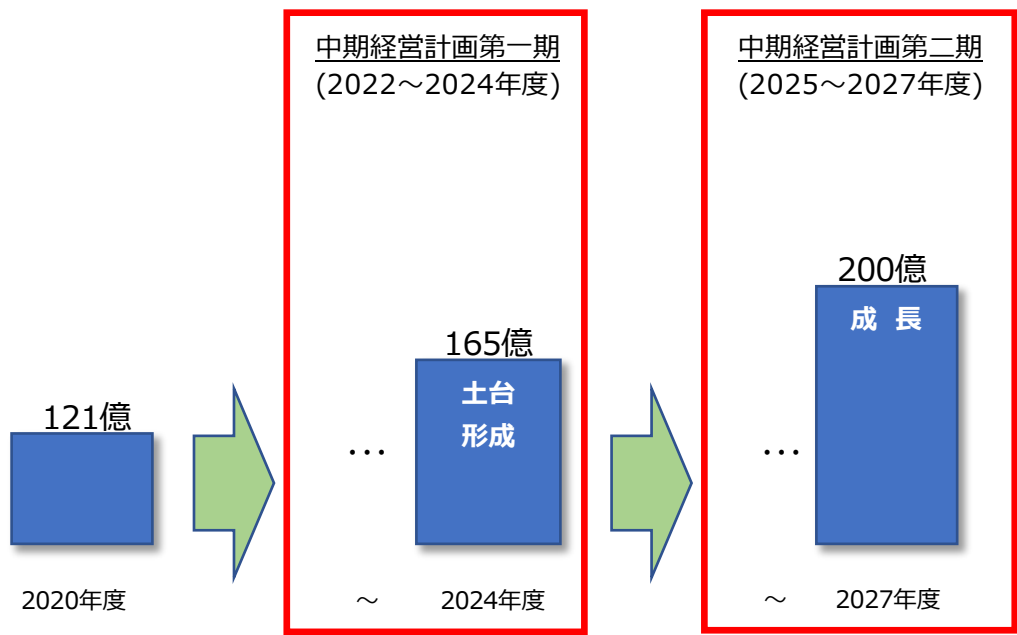 中期経営計画第一期
(2022～2024年度)
中期経営計画第二期
(2025～2027年度)
121億
165億
土台
形成
200億
成 長
…
…
2020年度
～ 2024年度
～ 2027年度